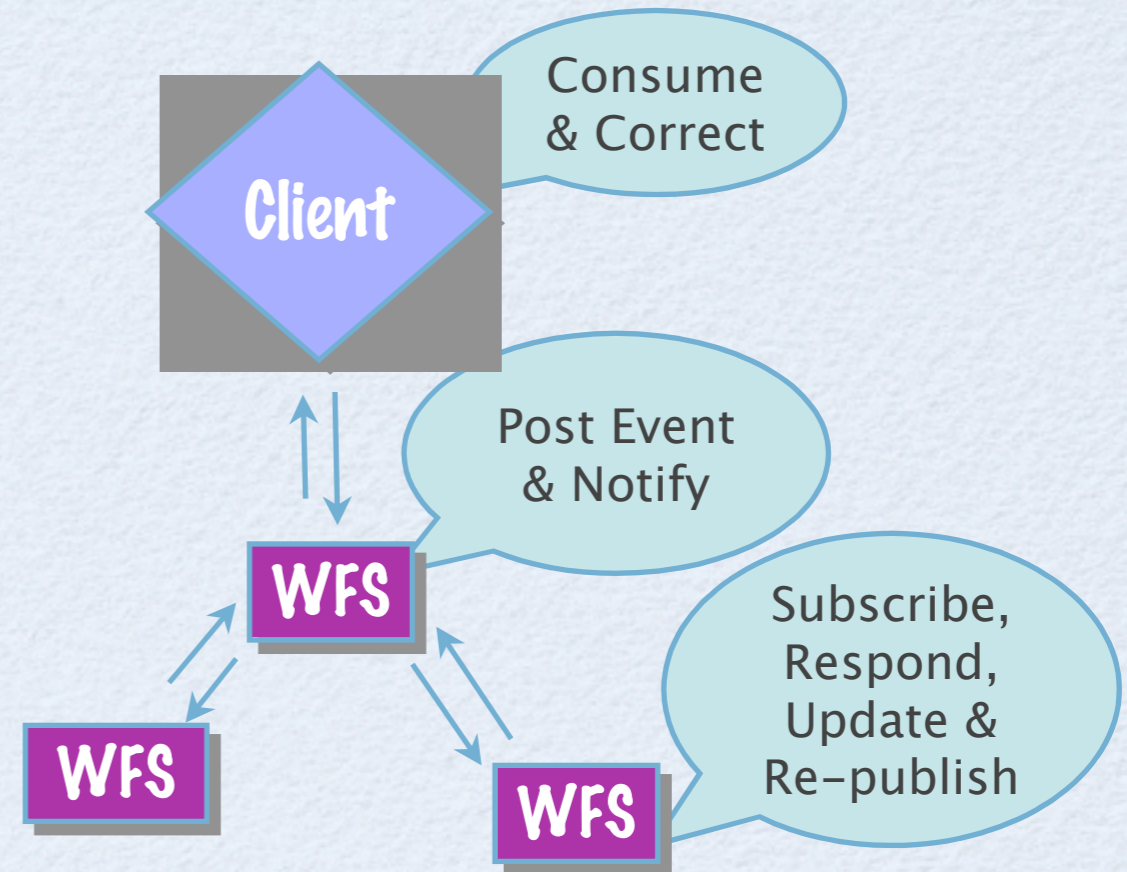 Consume
& Correct
Client
Post Event
& Notify
WFS
Subscribe,
Respond,
Update &
Re-publish
WFS
WFS